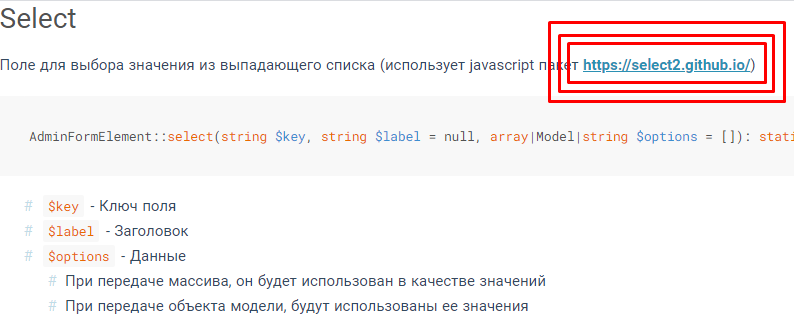 Select
Поле для выбора значения из выпадающего списка (использует javascript пакет https://select2.github.io/)
AdminFormElement::select(string $key, string $label = null, array|Model|string $options = []): stati
# $key - Ключ поля
# $label - Заголовок
# $options - Данные
# При передаче массива, он будет использован в качестве значений
# При передаче объекта модели, будут использованы ее значения